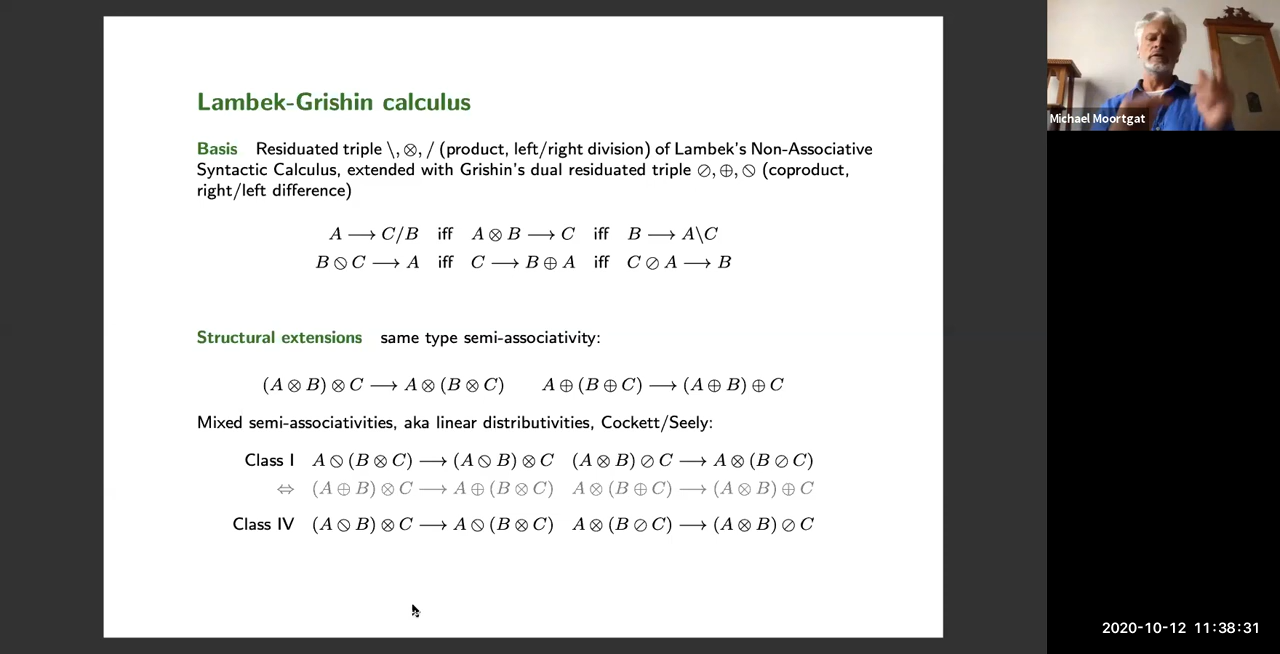 Lambek-Grishin calculus
Basis Residuated triple \, ⊗, / (product, left/right division) of Lambek's Non-Associative
Syntactic Calculus, extended with Grishin's dual residuated triple ⊘, ⊕, ⦸ (coproduct,
right/left difference)
A ⟶ C/B iff A ⊗ B ⟶ C iff B ⟶ A\C
B ⦸ C ⟶ A iff C ⟶ B ⊕ A iff C ⊘ A ⟶ B
Structural extensions same type semi-associativity:
(A ⊗ B) ⊗ C ⟶ A ⊗ (B ⊗ C) A ⊕ (B ⊕ C) ⟶ (A ⊕ B) ⊕ C
Mixed semi-associativities, aka linear distributivities, Cockett/Seely:
Class I A ⦸ (B ⊗ C) ⟶ (A ⦸ B) ⊗ C (A ⊗ B) ⊘ C ⟶ A ⊗ (B ⊘ C)
⇔ (A ⊕ B) ⊗ C ⟶ A ⊕ (B ⊗ C) A ⊗ (B ⊕ C) ⟶ (A ⊗ B) ⊕ C
Class IV (A ⦸ B) ⊗ C ⟶ A ⦸ (B ⊗ C) A ⊗ (B ⊘ C) ⟶ (A ⊗ B) ⊘ C
Michael Moortgat
2020-10-12 11:38:31